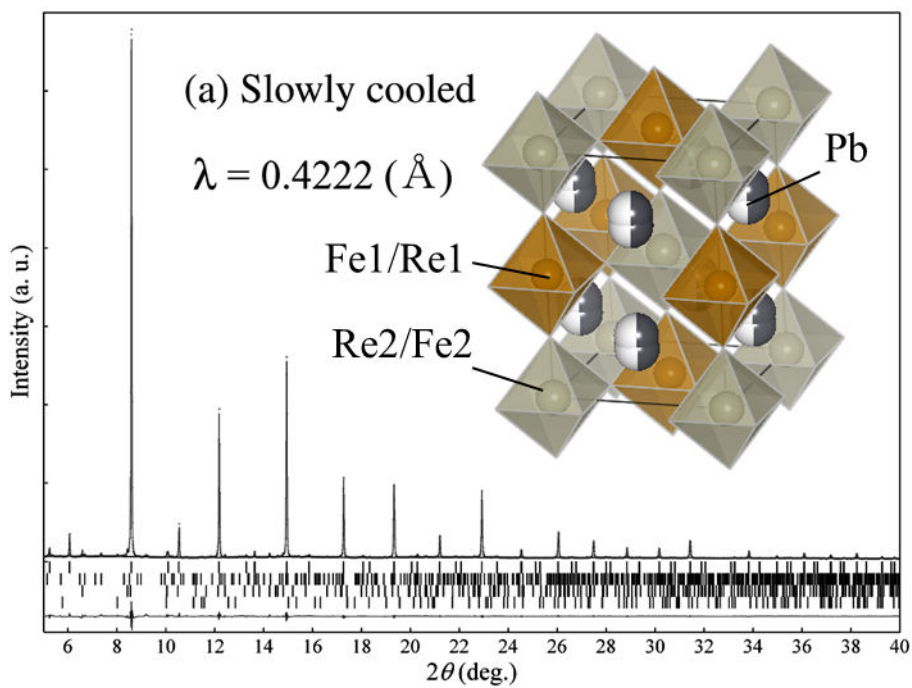 (a) Slowly cooled
λ = 0.4222 (Å)
Pb
Fe1/Re1
Re2/Fe2
Intensity (a. u.)
6 8 10 12 14 16 18 20 22 24 26 28 30 32 34 36 38 40
2θ (deg.)